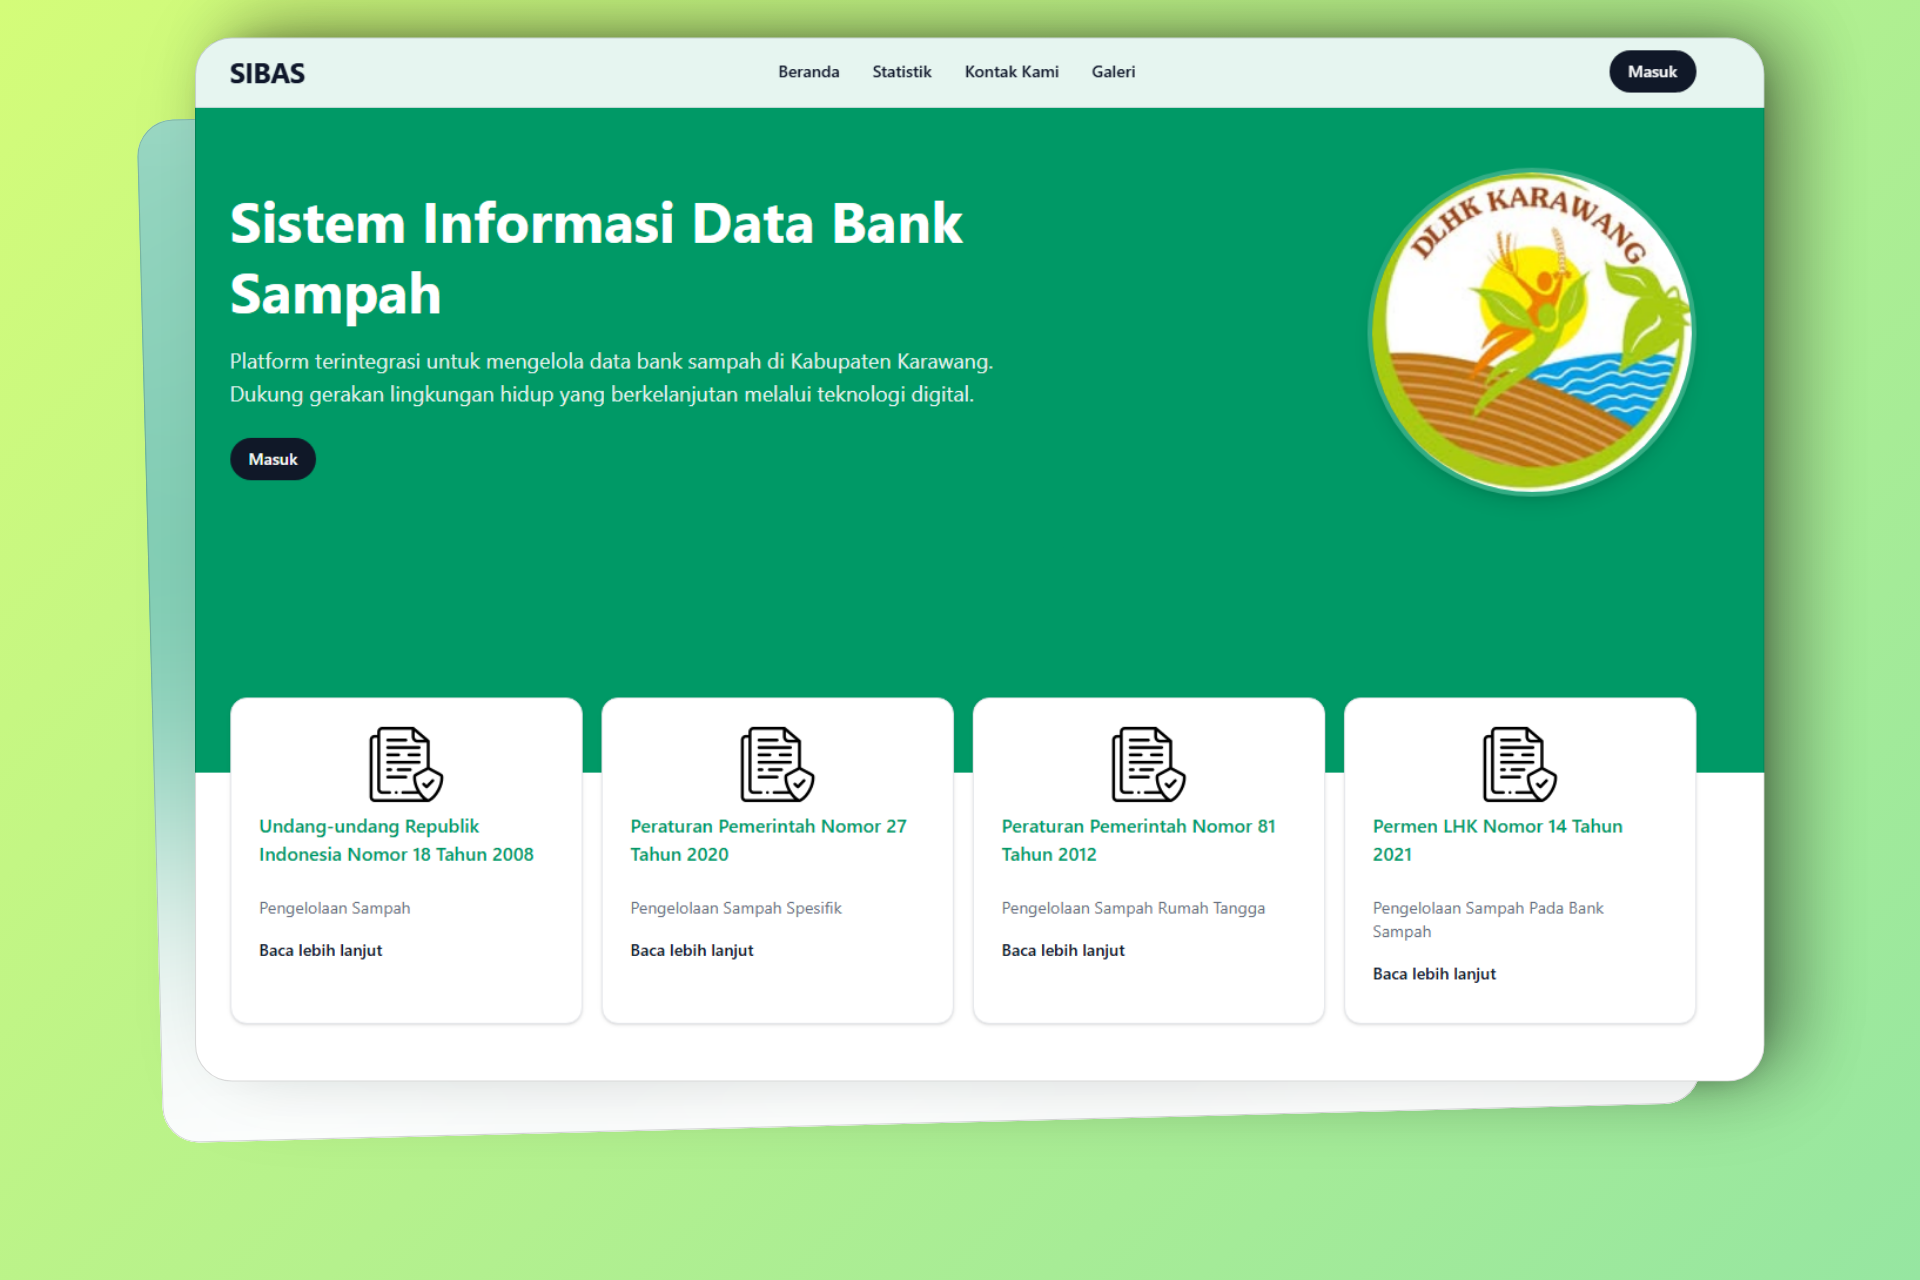 SIBAS
Beranda
Statistik
Kontak Kami
Galeri
Masuk
Sistem Informasi Data Bank
Sampah
Platform terintegrasi untuk mengelola data bank sampah di Kabupaten Karawang.
Dukung gerakan lingkungan hidup yang berkelanjutan melalui teknologi digital.
Masuk
DLHK KARAWANG
Undang-undang Republik
Indonesia Nomor 18 Tahun 2008
Pengelolaan Sampah
Baca lebih lanjut
Peraturan Pemerintah Nomor 27
Tahun 2020
Pengelolaan Sampah Spesifik
Baca lebih lanjut
Peraturan Pemerintah Nomor 81
Tahun 2012
Pengelolaan Sampah Rumah Tangga
Baca lebih lanjut
Permen LHK Nomor 14 Tahun
2021
Pengelolaan Sampah Pada Bank
Sampah
Baca lebih lanjut